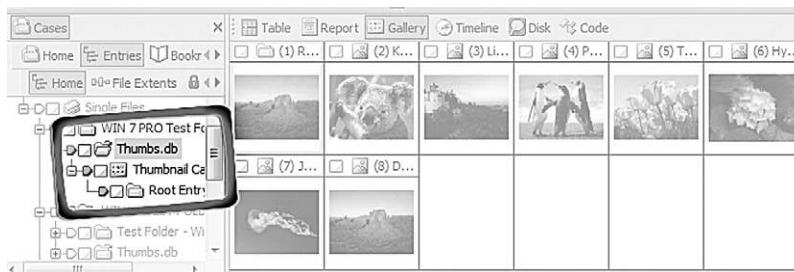 Cases
Table Report Gallery Timeline Disk Code
Home Entries Bookr
Home File Extents
Single Files
WIN 7 PRO Test Fo
Thumbs.db
Thumbnail Ca
Root Entry
Test Folder - Wi
Thumbs.db
(1) R... (2) K... (3) Li... (4) P... (5) T... (6) Hy..
(7) J... (8) D...